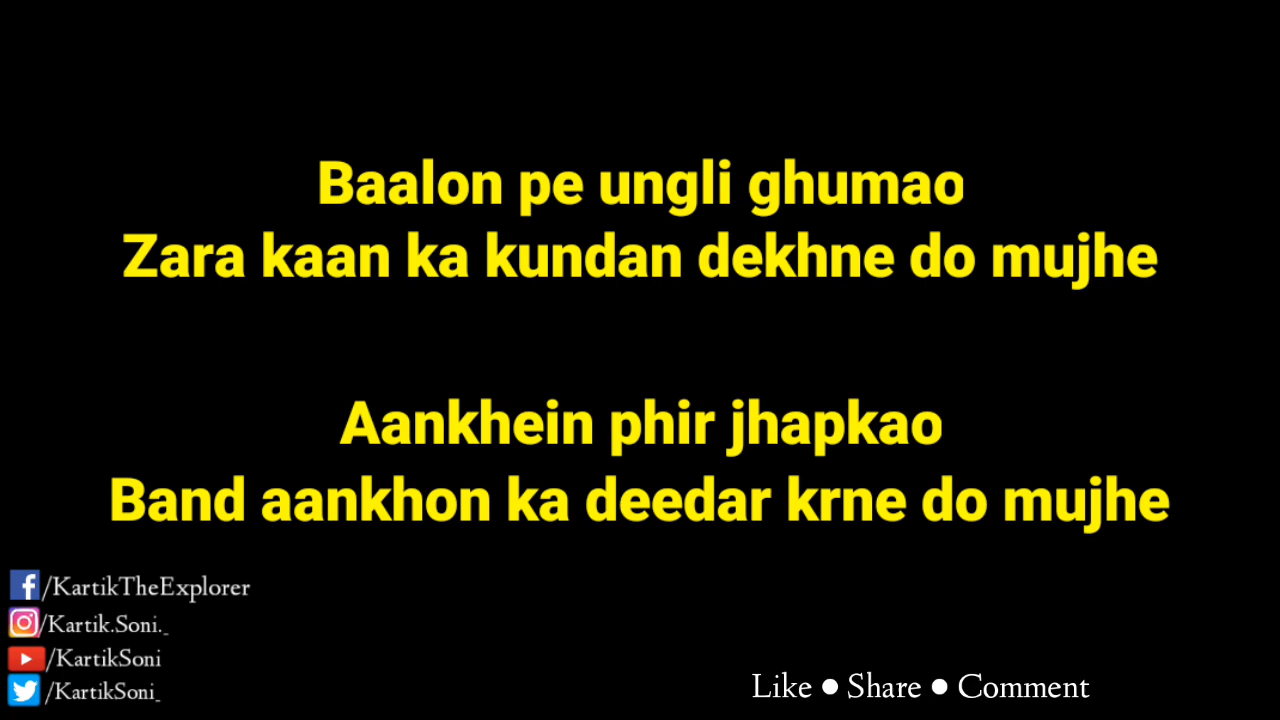 Baalon pe ungli ghumao
Zara kaan ka kundan dekhne do mujhe
Aankhein phir jhapkao
Band aankhon ka deedar krne do mujhe
/KartikTheExplorer
/Kartik.Soni._
/KartikSoni
/KartikSoni_
Like ● Share ● Comment